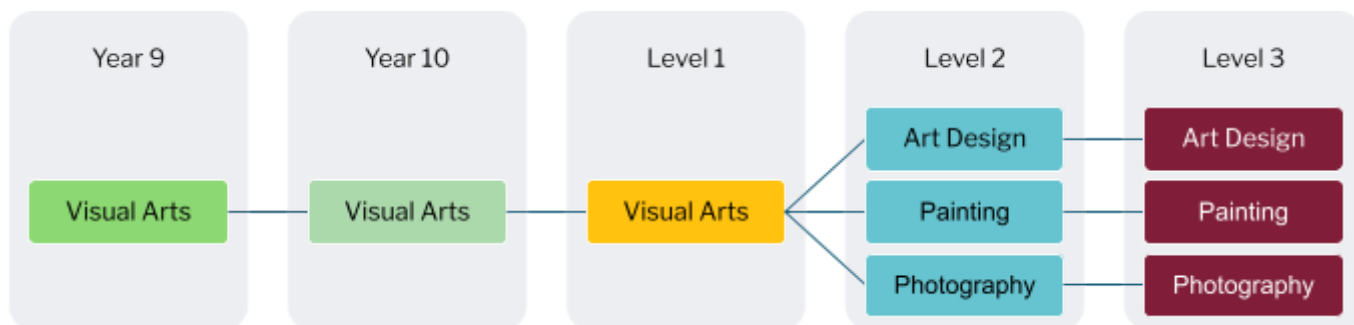 Year 9
Year 10
Level 1
Level 2
Level 3
Visual Arts
Visual Arts
Visual Arts
Art Design
Painting
Photography
Art Design
Painting
Photography